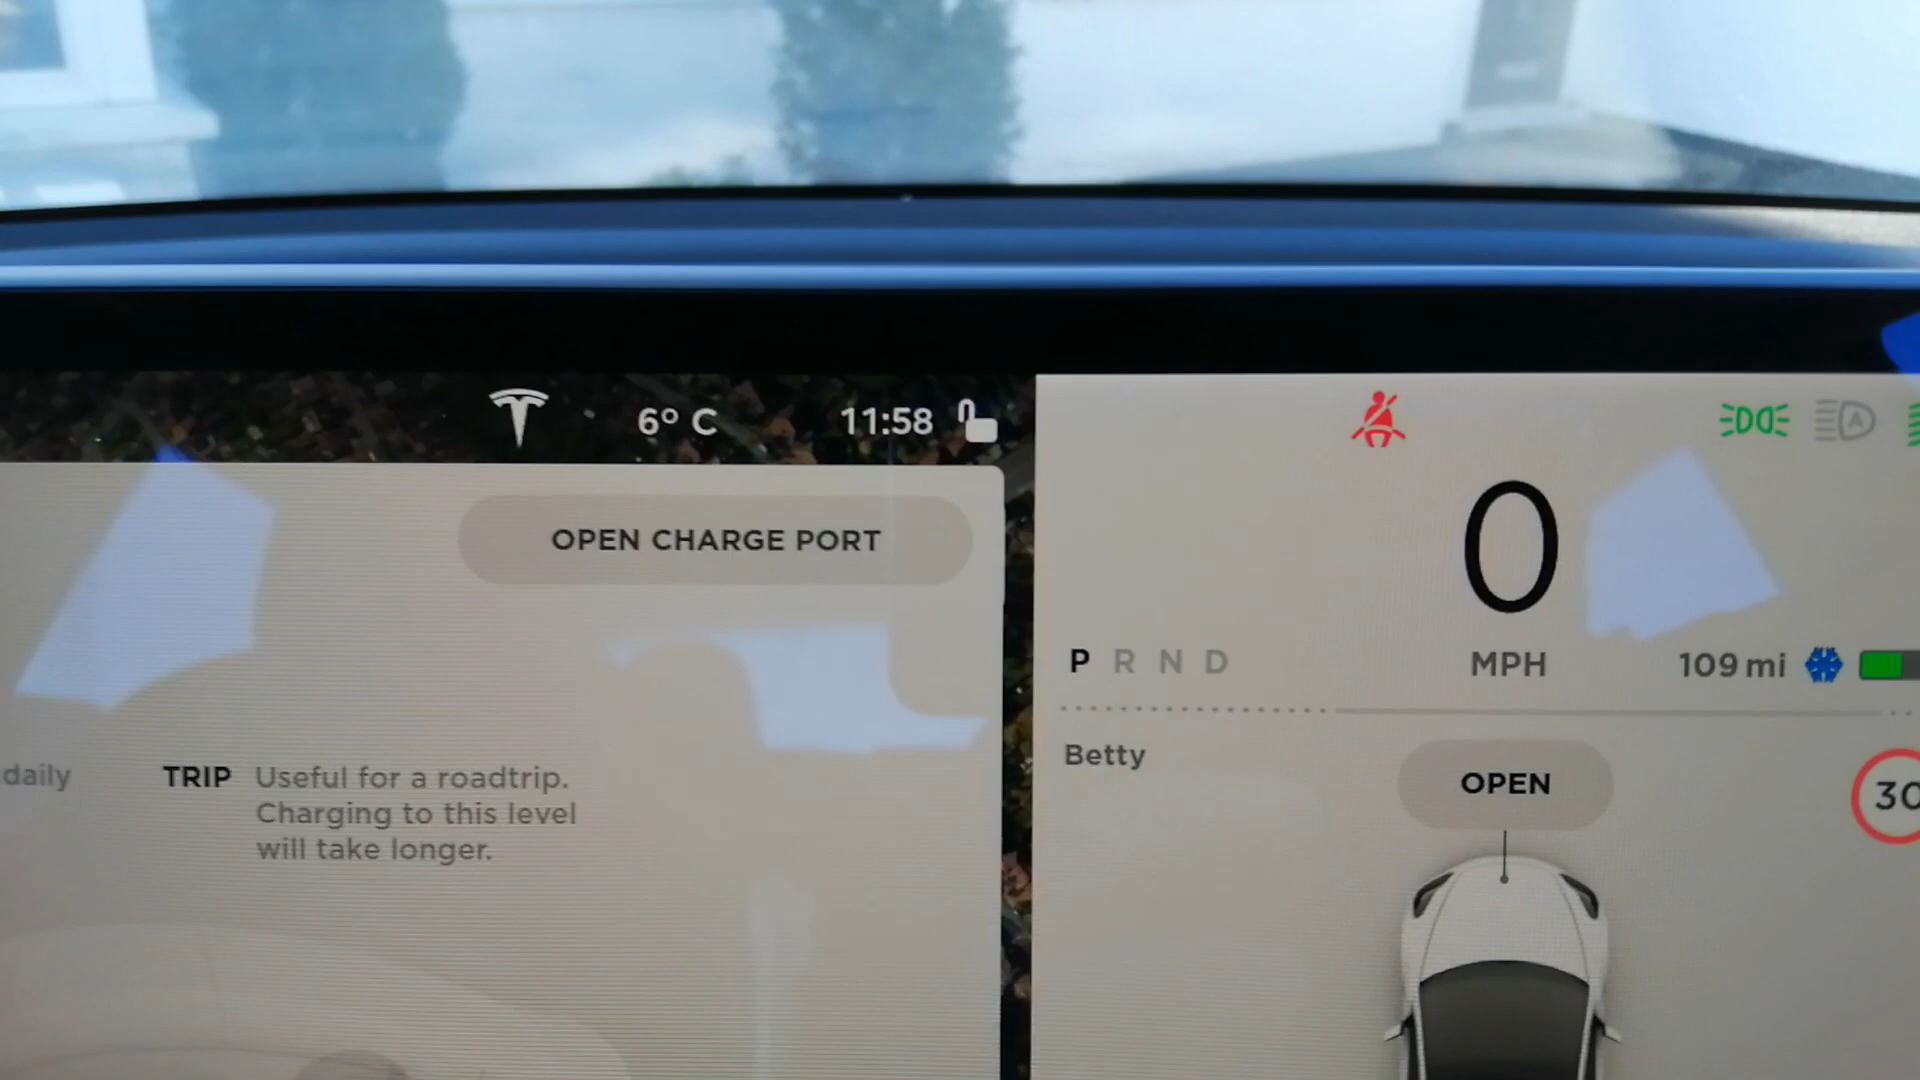 6° C 11:58
OPEN CHARGE PORT
daily
TRIP Useful for a roadtrip.
Charging to this level
will take longer.
A
0
MPH
P R N D
109 mi
Betty
OPEN
30